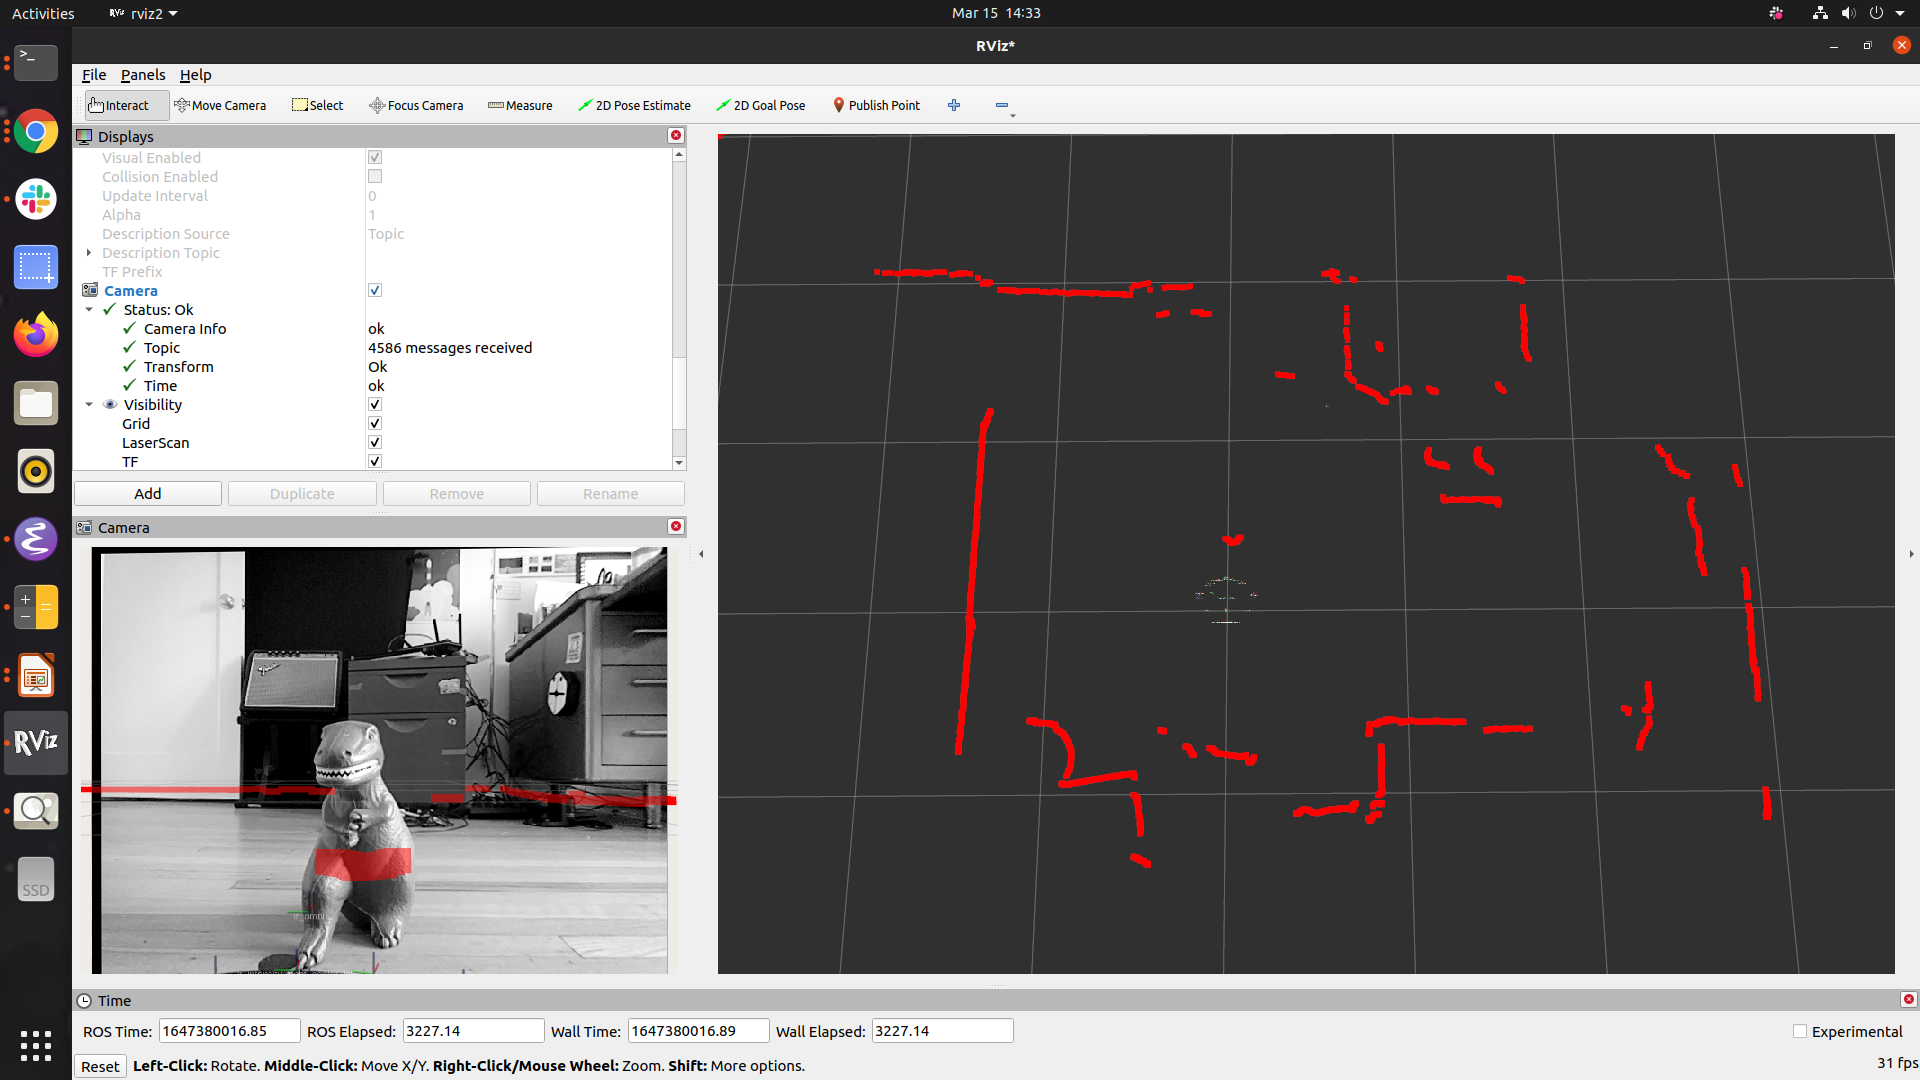 Activities rviz2 Mar 15 14:33
RViz*
File Panels Help
Interact Move Camera Select Focus Camera Measure 2D Pose Estimate 2D Goal Pose Publish Point
Displays
Visual Enabled
Collision Enabled
Update Interval 0
Alpha 1
Description Source Topic
Description Topic
TF Prefix
Camera
Status: Ok
Camera Info ok
Topic 4586 messages received
Transform Ok
Time ok
Visibility
Grid
LaserScan
TF
Add Duplicate Remove Rename
Camera
RViz
SSD
Time
ROS Time: 1647380016.85 ROS Elapsed: 3227.14 Wall Time: 1647380016.89 Wall Elapsed: 3227.14 Experimental
Reset Left-Click: Rotate. Middle-Click: Move X/Y. Right-Click/Mouse Wheel: Zoom. Shift: More options. 31 fps